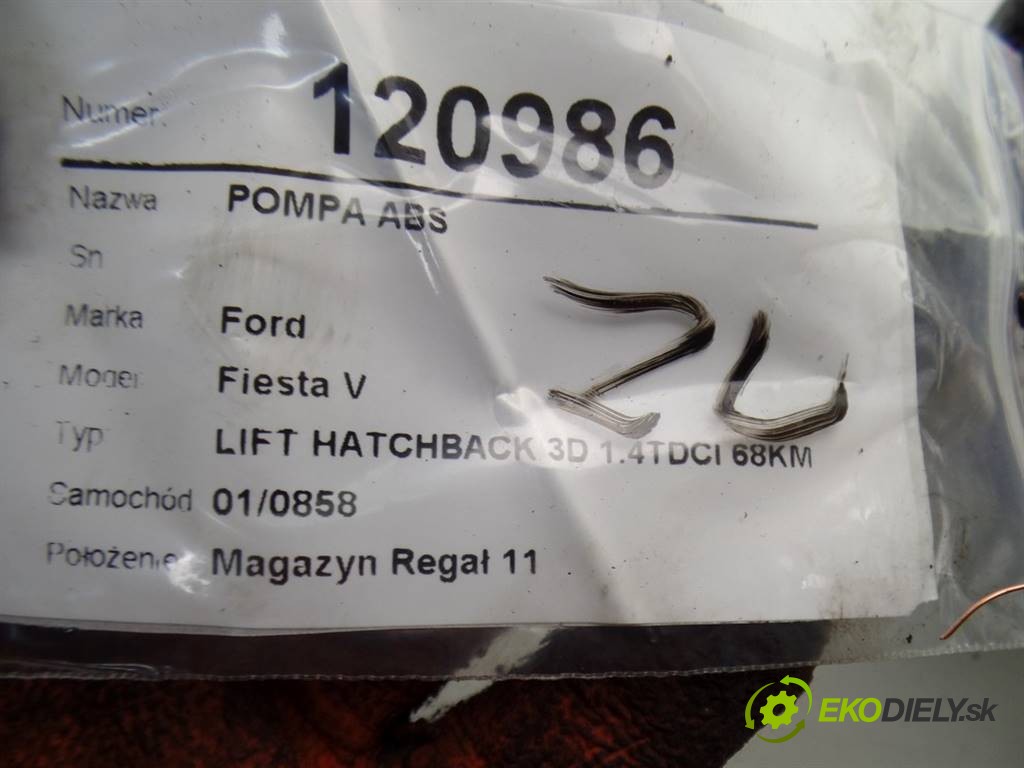 Numer: 120986
Nazwa POMPA ABS
Sn
Marka Ford
Model Fiesta V
Typ LIFT HATCHBACK 3D 1.4TDCI 68KM
Samochód 01/0858
Położenie Magazyn Regał 11
EKODIELY.sk